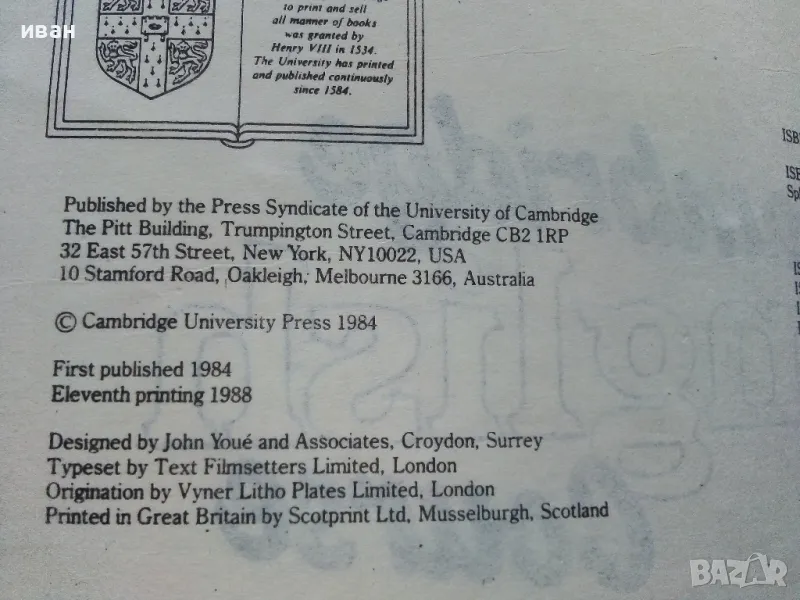 иван
to print and sell
all manner of books
was granted by
Henry VIII in 1534.
The University has printed
and published continuously
since 1584.
Published by the Press Syndicate of the University of Cambridge
The Pitt Building, Trumpington Street, Cambridge CB2 1RP
32 East 57th Street, New York, NY10022, USA
10 Stamford Road, Oakleigh, Melbourne 3166, Australia
© Cambridge University Press 1984
First published 1984
Eleventh printing 1988
Designed by John Youé and Associates, Croydon, Surrey
Typeset by Text Filmsetters Limited, London
Origination by Vyner Litho Plates Limited, London
Printed in Great Britain by Scotprint Ltd, Musselburgh, Scotland
BAZAR